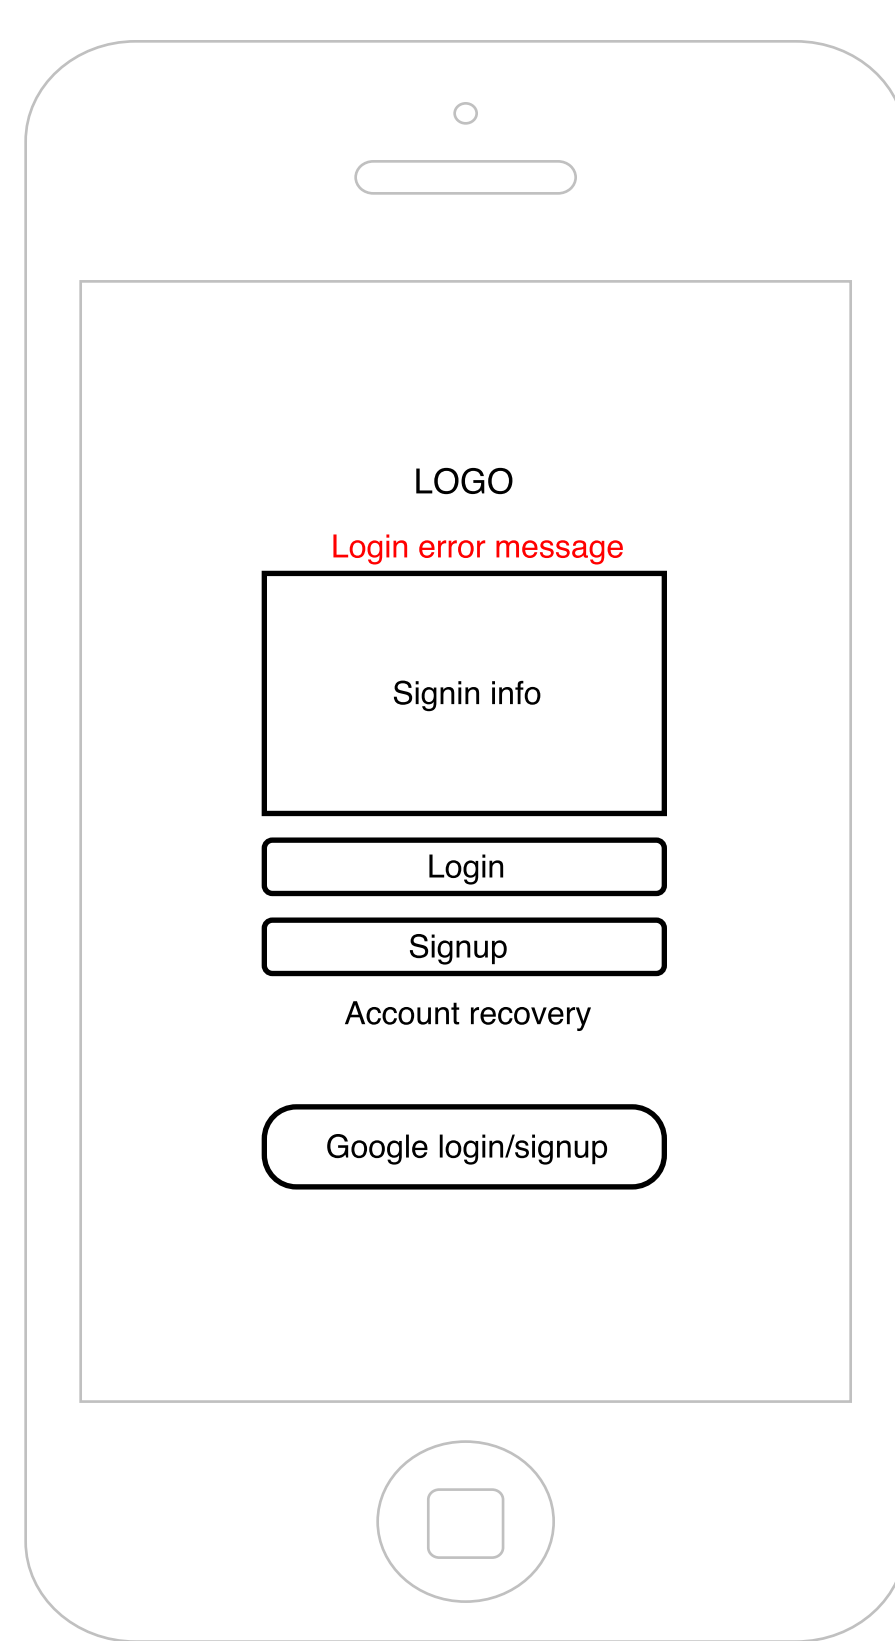 LOGO
Login error message
Signin info
Login
Signup
Account recovery
Google login/signup